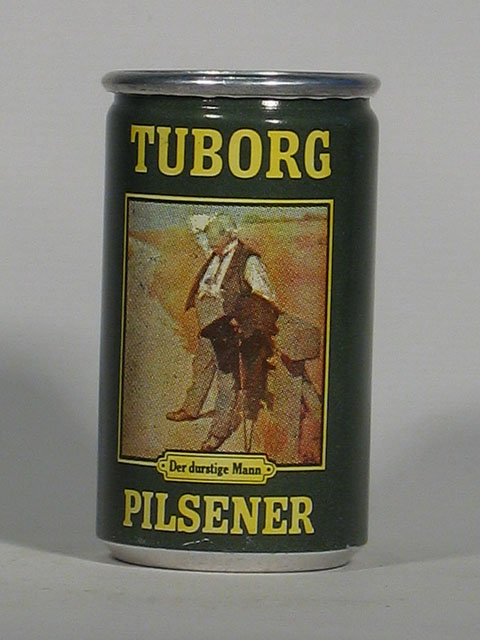 TUBORG
Der durstige Mann
PILSENER